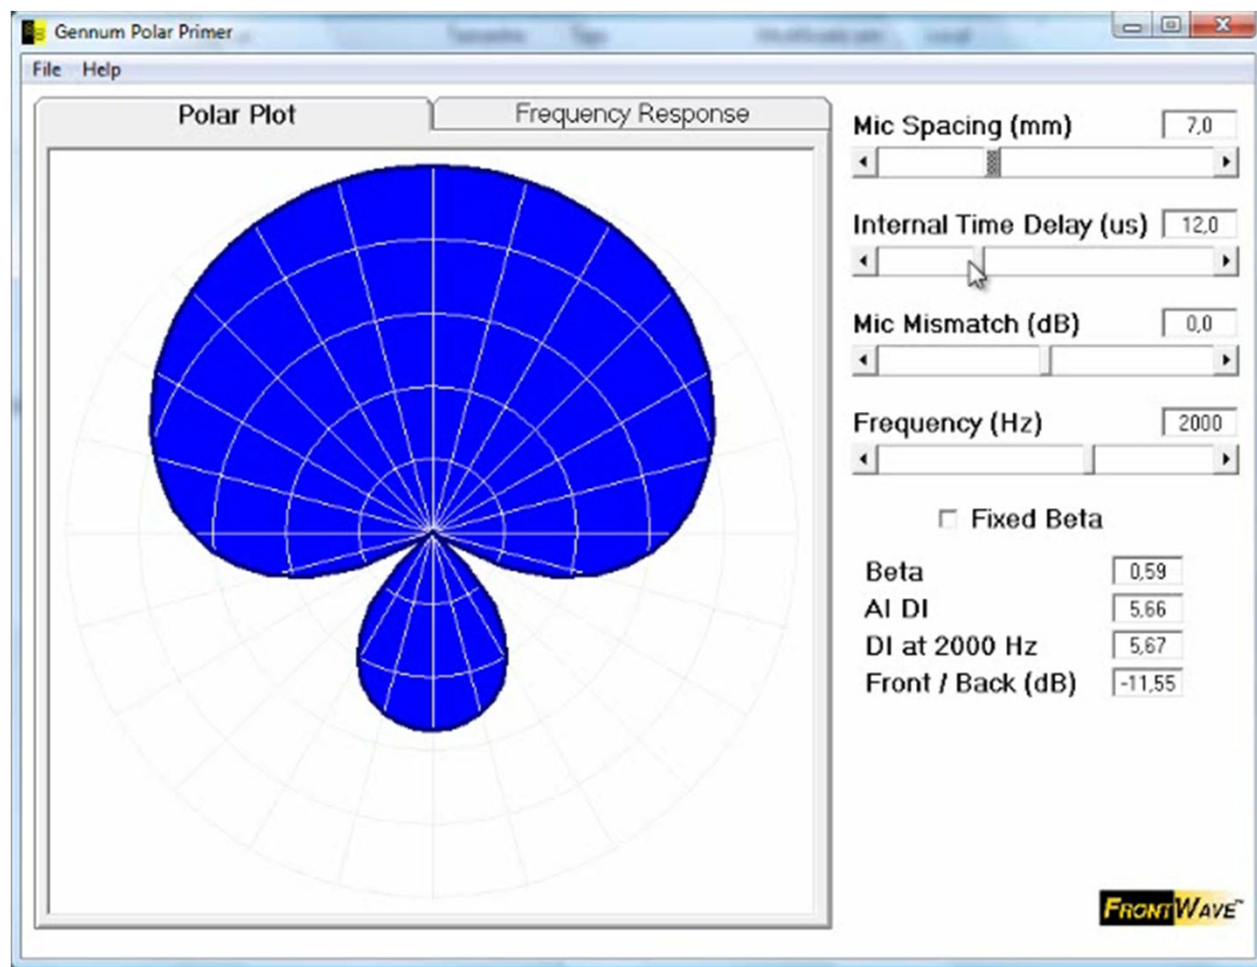 Gennum Polar Primer
File Help
Polar Plot
Frequency Response
Mic Spacing (mm) 7,0
Internal Time Delay (us) 12,0
Mic Mismatch (dB) 0,0
Frequency (Hz) 2000
Fixed Beta
Beta 0,59
AI DI 5,66
DI at 2000 Hz 5,67
Front / Back (dB) -11,55
FRONTWAVE™